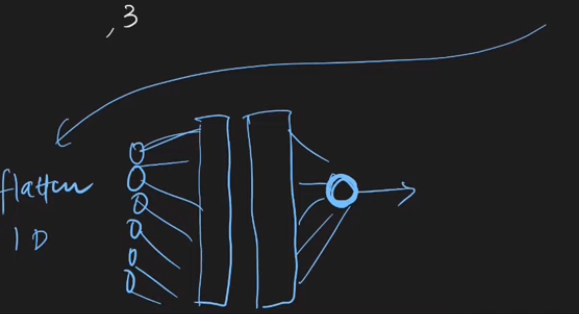 , 3
flatten
1D